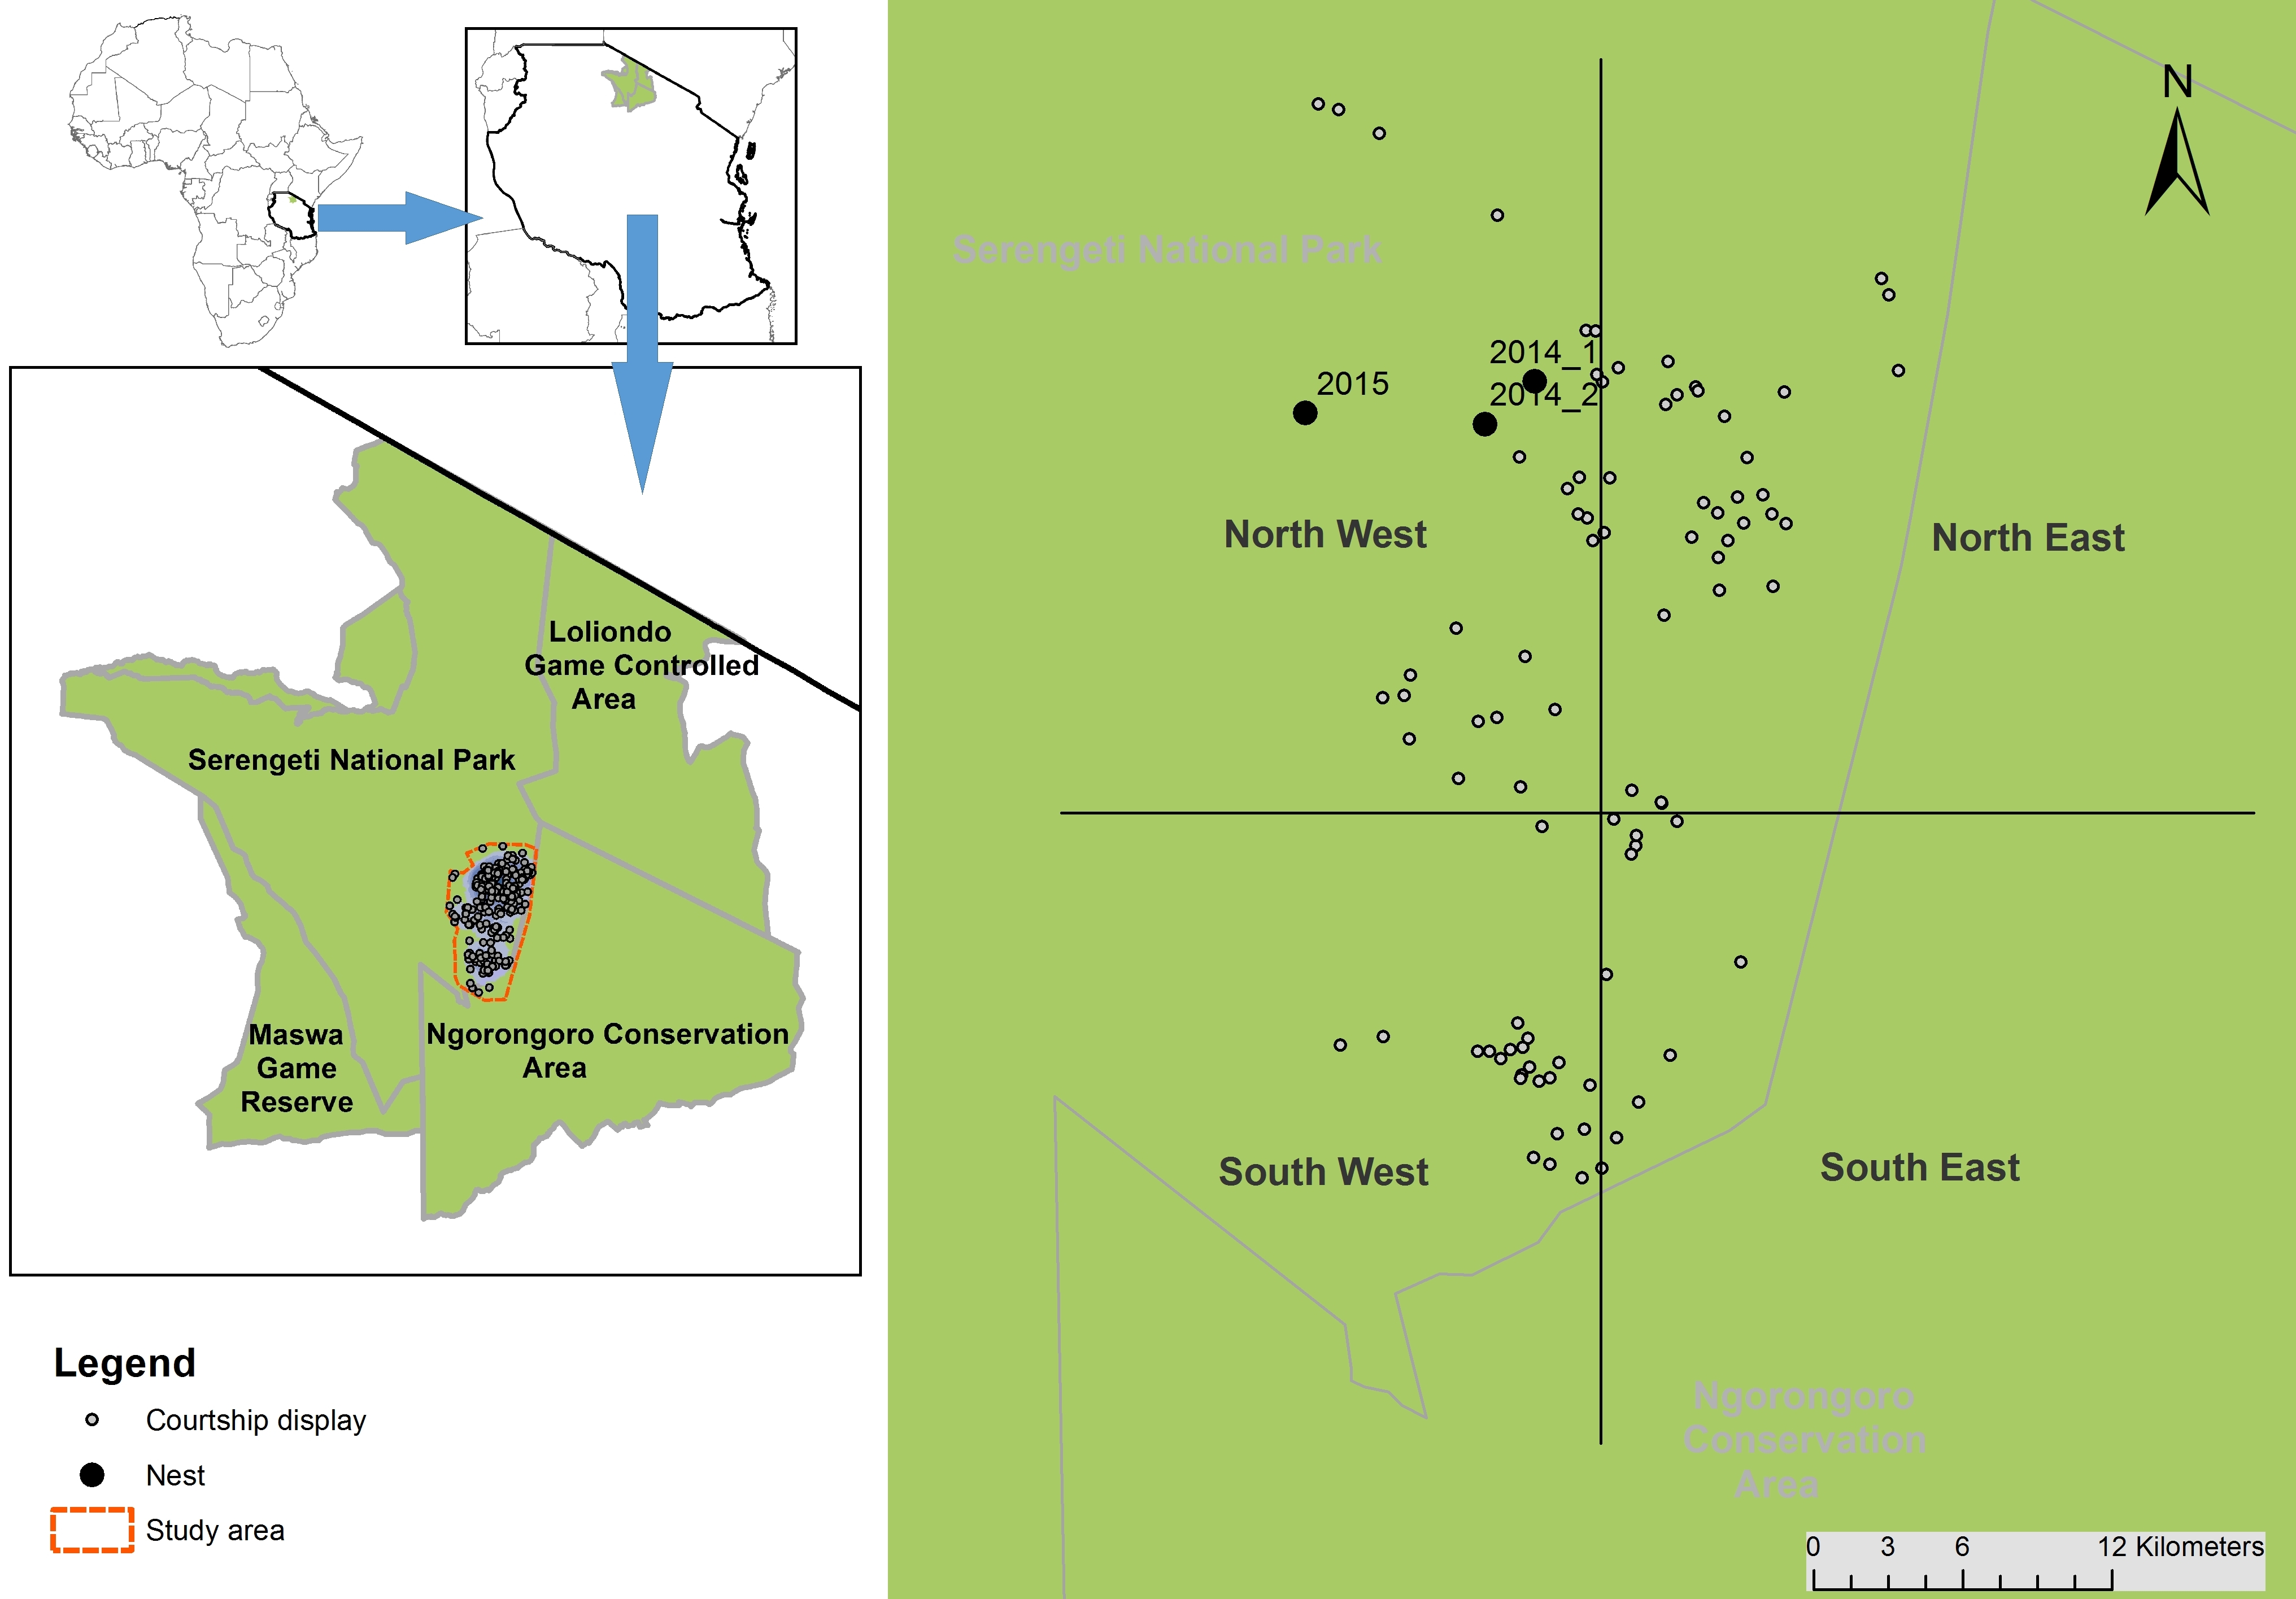 Loliondo
Game Controlled
Area
Serengeti National Park
Maswa
Game
Reserve
Ngorongoro Conservation
Area
Legend
Courtship display
Nest
Study area
N
Serengeti National Park
2014_1
2015
2014_2
North West
North East
South West
South East
Ngorongoro
Conservation
Area
0 3 6 12 Kilometers